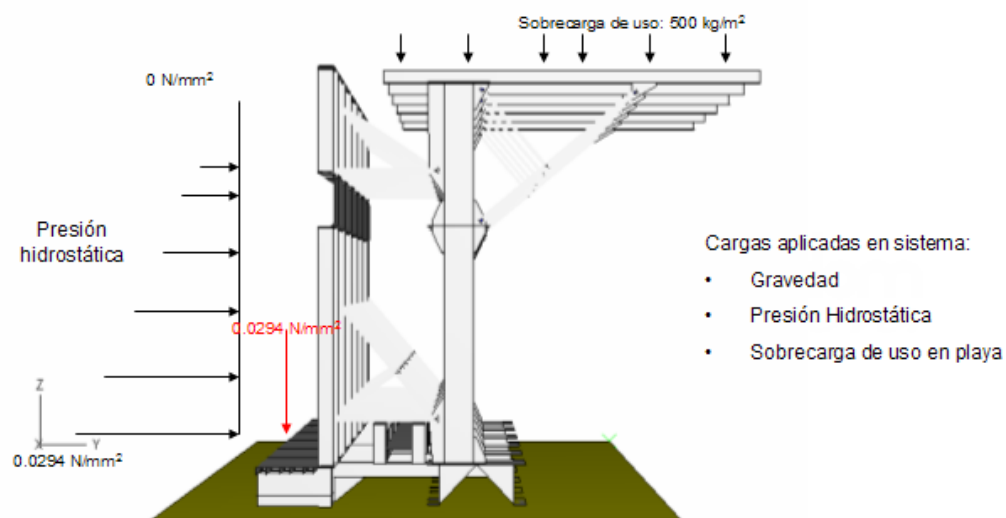 Sobrecarga de uso: 500 kg/m²
0 N/mm²
Presión
hidrostática
0.0294 N/mm²
Z
X
Y
0.0294 N/mm²
Cargas aplicadas en sistema:
• Gravedad
• Presión Hidrostática
• Sobrecarga de uso en playa